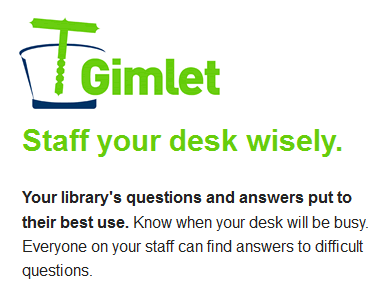 Gimlet
Staff your desk wisely.
Your library's questions and answers put to
their best use. Know when your desk will be busy.
Everyone on your staff can find answers to difficult
questions.